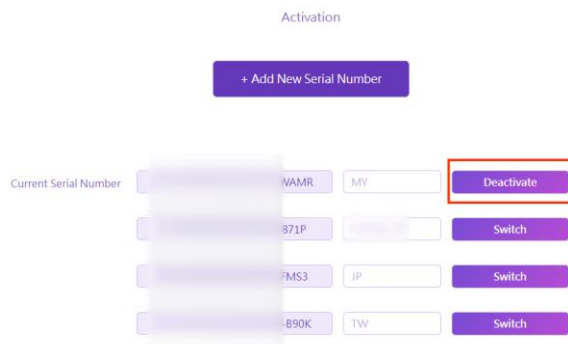 Activation
+ Add New Serial Number
Current Serial Number WAMR MY Deactivate
871P Switch
FMS3 JP Switch
-B90K TW Switch